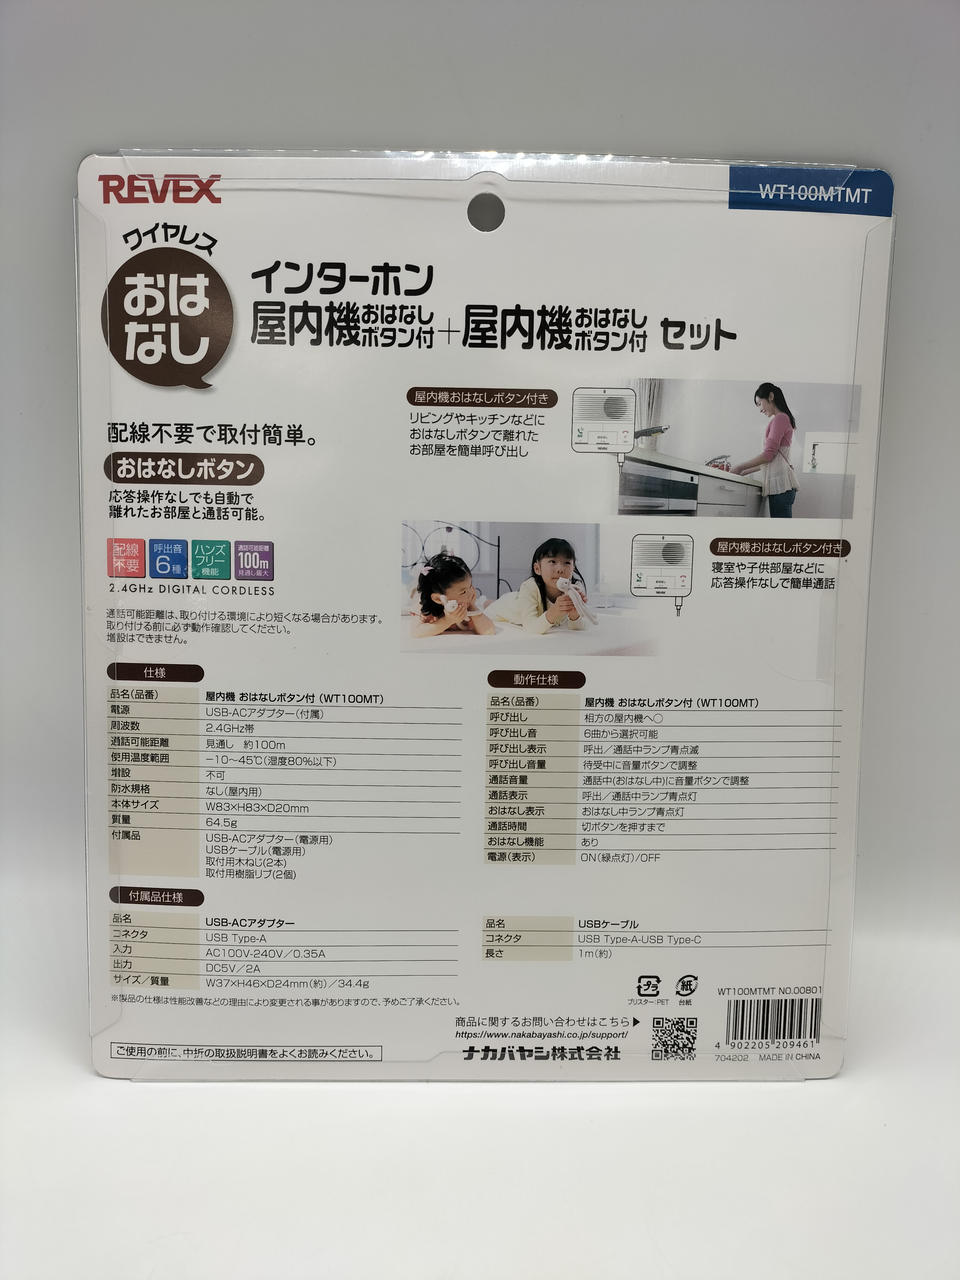 REVEX
WT100MTMT
ワイヤレス
おは
なし
インターホン
屋内機おはなしボタン付+屋内機おはなしボタン付 セット
屋内機おはなしボタン付き
リビングやキッチンなどに
おはなしボタンで離れた
お部屋を簡単呼び出し
配線不要で取付簡単。
おはなしボタン
応答操作なしでも自動で
離れたお部屋と通話可能。
屋内機おはなしボタン付き
寝室や子供部屋などに
応答操作なしで簡単通話
配線不要
呼出音6種
ハンズフリー機能
通話可能距離100m見通し最大
2.4GHz DIGITAL CORDLESS
通話可能距離は、取り付ける環境により短くなる場合があります。
取り付ける前に必ず動作確認してください。
増設はできません。
仕様
品名(品番) 屋内機 おはなしボタン付(WT100MT)
電源 USB-ACアダプター(付属)
周波数 2.4GHz帯
通話可能距離 見通し 約100m
使用温度範囲 −10〜45℃(湿度80%以下)
増設 不可
防水規格 なし(屋内用)
本体サイズ W83×H83×D20mm
質量 64.5g
付属品 USB-ACアダプター(電源用)
USBケーブル(電源用)
取付用木ねじ(2本)
取付用樹脂リブ(2個)
動作仕様
品名(品番) 屋内機 おはなしボタン付(WT100MT)
呼び出し 相方の屋内機へ○
呼び出し音 6曲から選択可能
呼び出し表示 呼出/通話中ランプ青点滅
呼び出し音量 待受中に音量ボタンで調整
通話音量 通話中(おはなし中)に音量ボタンで調整
通話表示 呼出/通話中ランプ青点灯
おはなし表示 おはなし中ランプ青点灯
通話時間 切ボタンを押すまで
おはなし機能 あり
電源(表示) ON(緑点灯)/OFF
付属品仕様
品名 USB-ACアダプター
コネクタ USB Type-A
入力 AC100V-240V/0.35A
出力 DC5V/2A
サイズ/質量 W37×H46×D24mm(約)/34.4g
品名 USBケーブル
コネクタ USB Type-A-USB Type-C
長さ 1m(約)
※製品の仕様は性能改善などの理由により変更される事がありますので、予めご了承ください。
プラ
ブリスター:PET
紙
台紙
WT100MTMT NO.00801
商品に関するお問い合わせはこちら▶
https://www.nakabayashi.co.jp/support/
ナカバヤシ株式会社
4 902205 209461
704202 MADE IN CHINA
ご使用の前に、中折の取扱説明書をよくお読みください。